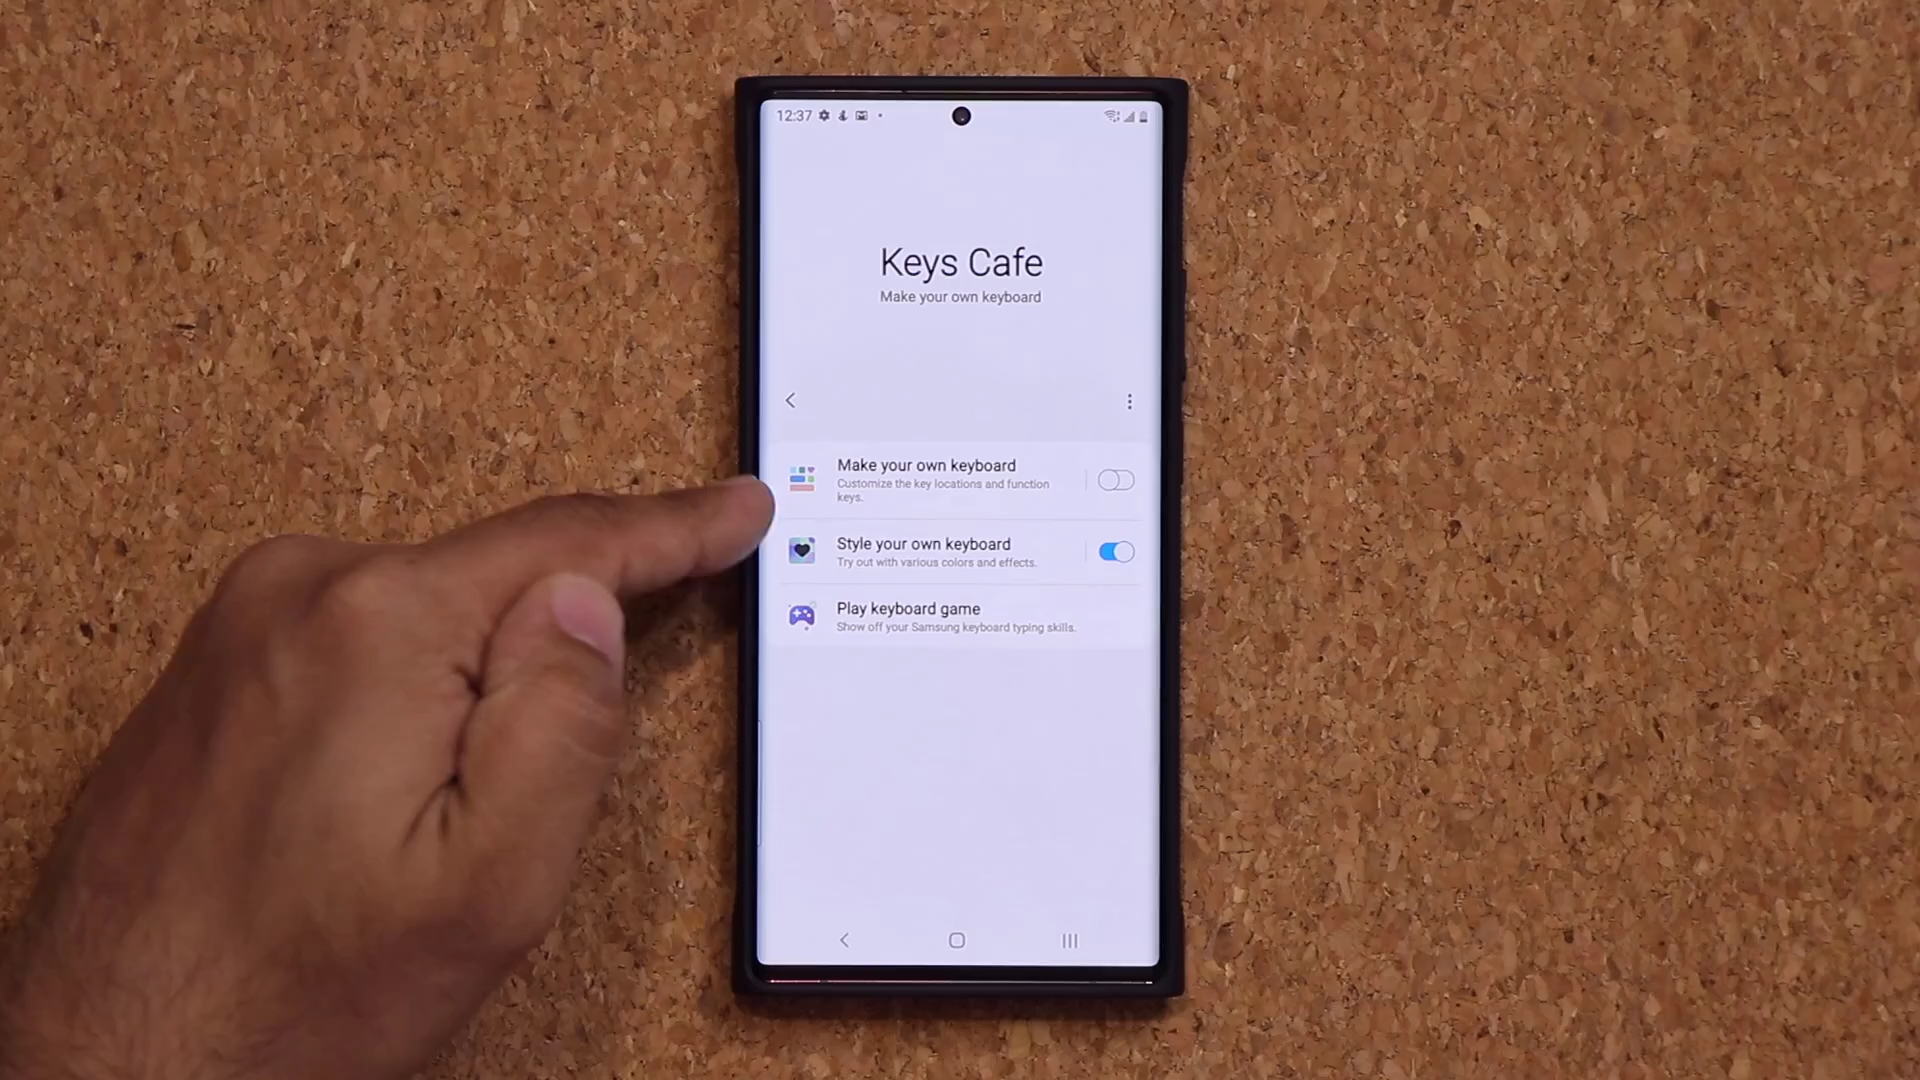 12:37
Keys Cafe
Make your own keyboard
Make your own keyboard
Customize the key locations and function
keys.
Style your own keyboard
Try out with various colors and effects.
Play keyboard game
Show off your Samsung keyboard typing skills.